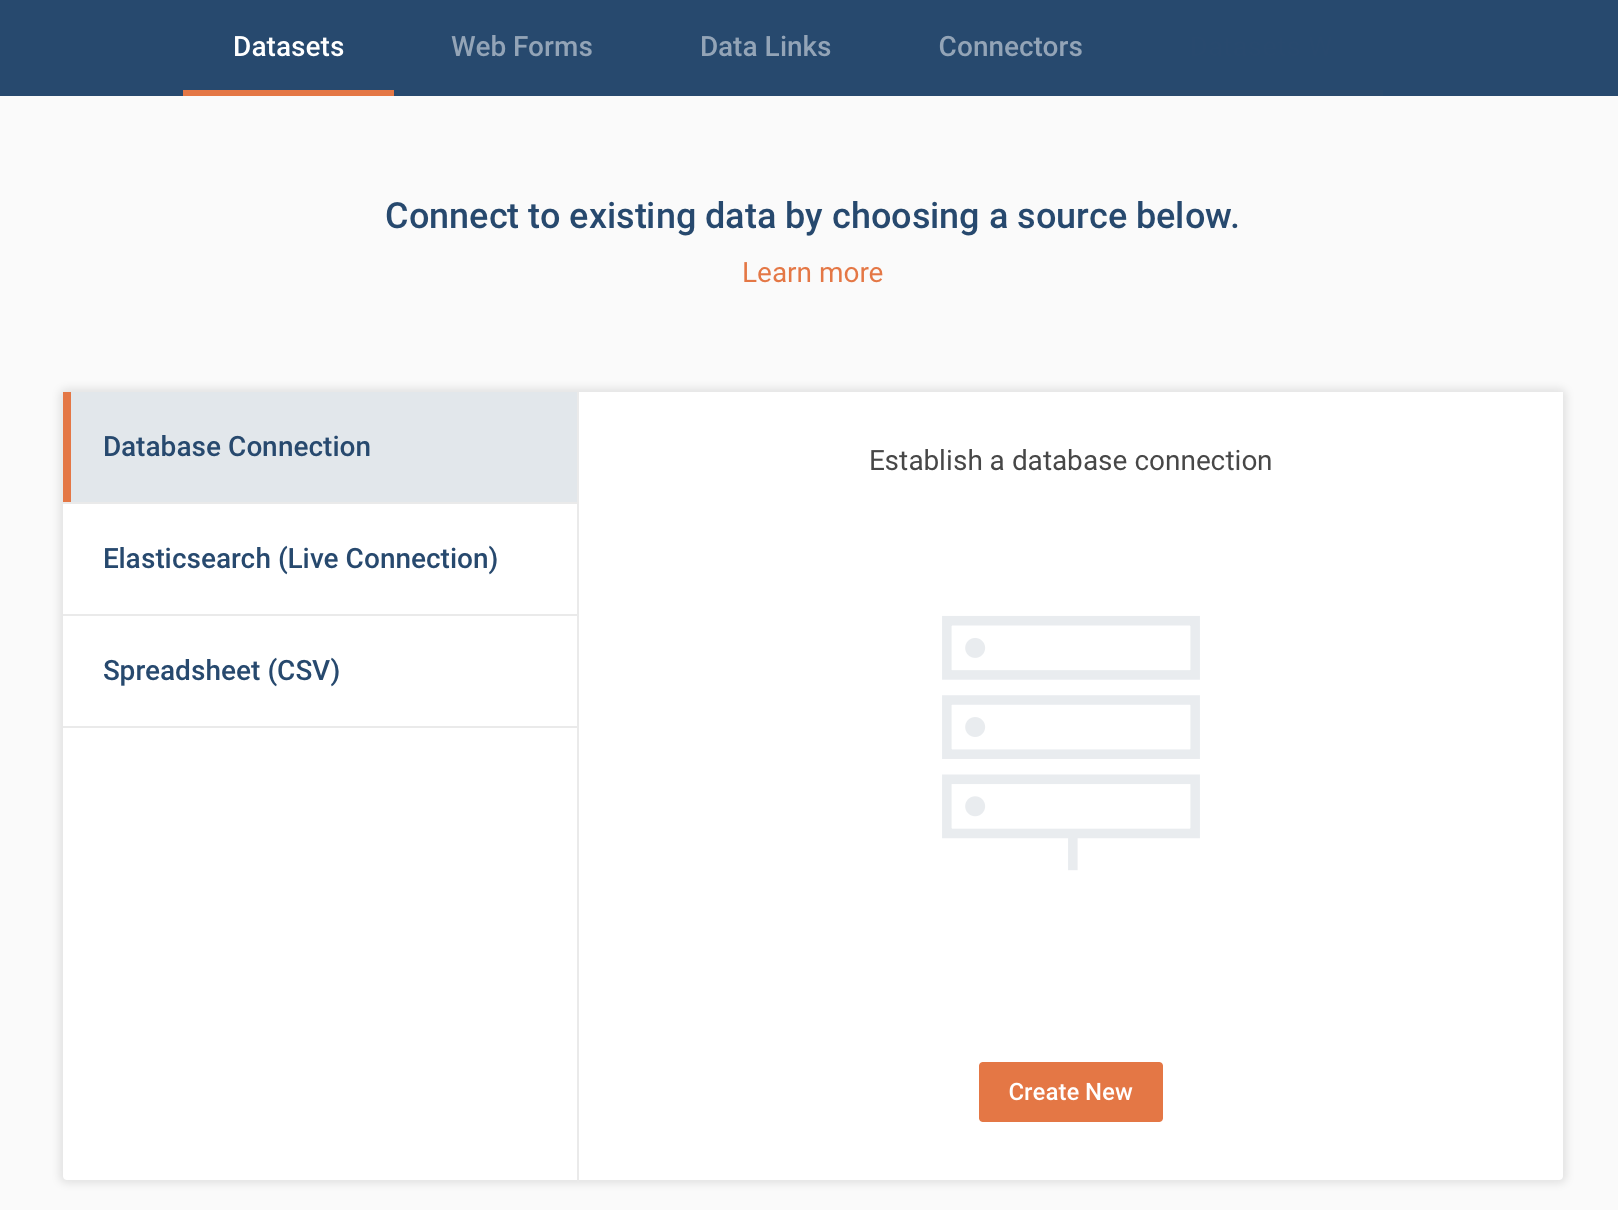 Datasets Web Forms Data Links Connectors
Connect to existing data by choosing a source below.
Learn more
Database Connection
Elasticsearch (Live Connection)
Spreadsheet (CSV)
Establish a database connection
Create New